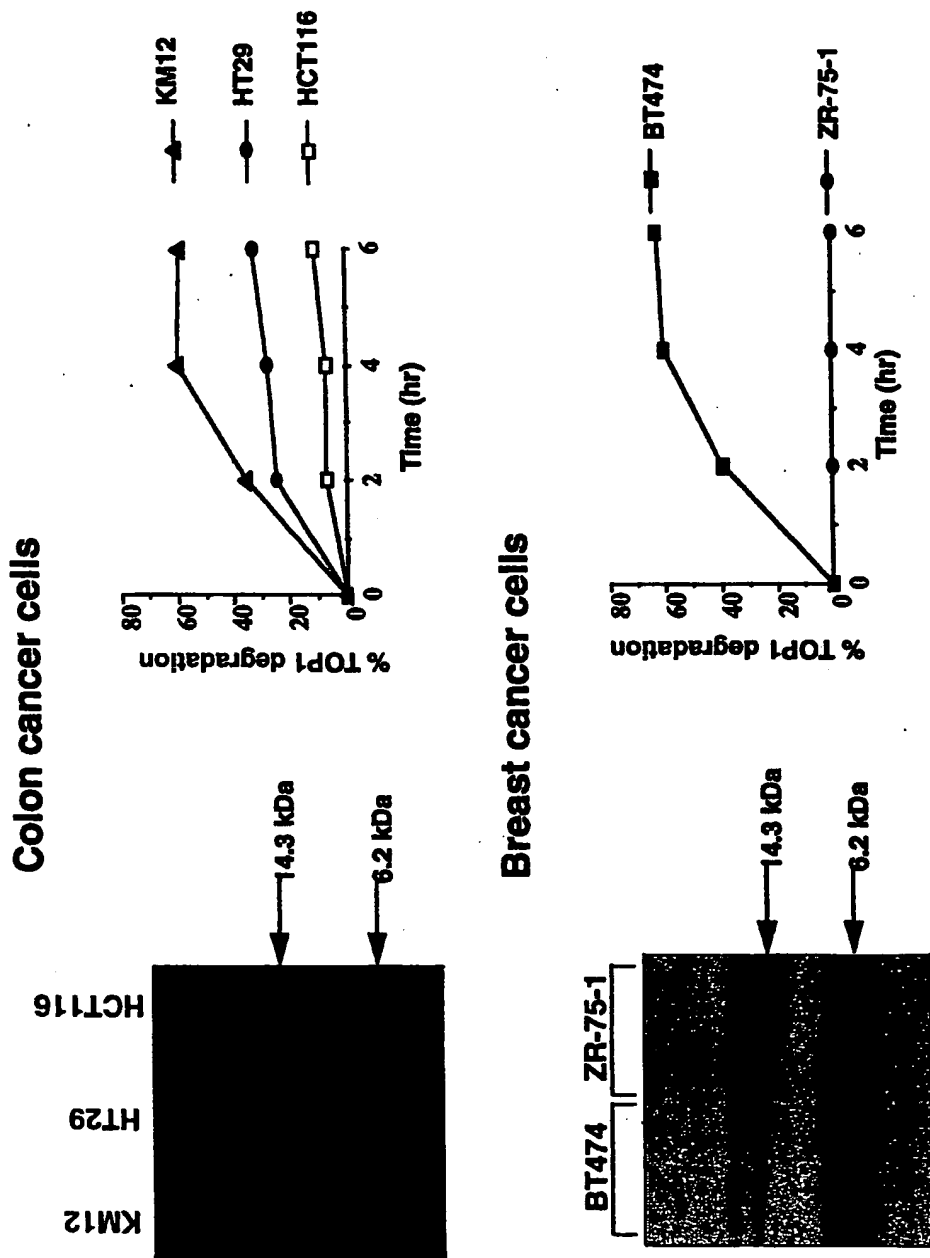 Colon cancer cells
KM12
HT29
HCT116
14.3 kDa
6.2 kDa
% TOP1 degradation
80
60
40
20
0
0
2
4
6
Time (hr)
KM12
HT29
HCT116
Breast cancer cells
BT474
ZR-75-1
14.3 kDa
6.2 kDa
% TOP1 degradation
80
60
40
20
0
0
2
4
6
Time (hr)
BT474
ZR-75-1